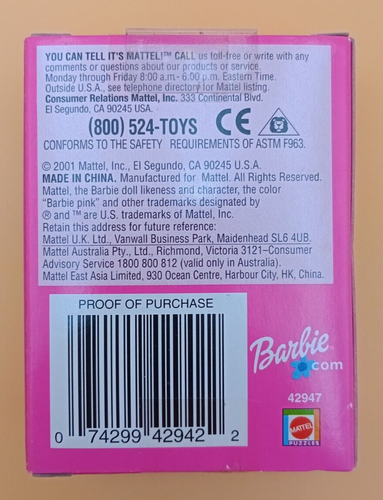 YOU CAN TELL IT'S MATTEL!™ CALL us toll-free or write with any
comments or questions about our products or service.
Monday through Friday 8:00 a.m.- 6:00 p.m. Eastern Time.
Outside U.S.A., see telephone directory for Mattel listing.
Consumer Relations Mattel, Inc. 333 Continental Blvd.
El Segundo, CA 90245 USA.
(800) 524-TOYS CE
CONFORMS TO THE SAFETY REQUIREMENTS OF ASTM F963.
© 2001 Mattel, Inc., El Segundo, CA 90245 U.S.A.
MADE IN CHINA. Manufactured for Mattel. All Rights Reserved.
Mattel, the Barbie doll likeness and character, the color
“Barbie pink” and other trademarks designated by
® and ™ are U.S. trademarks of Mattel, Inc.
Retain this address for future reference:
Mattel U.K. Ltd., Vanwall Business Park, Maidenhead SL6 4UB.
Mattel Australia Pty., Ltd., Richmond, Victoria 3121–Consumer
Advisory Service 1800 800 812 (valid only in Australia).
Mattel East Asia Limited, 930 Ocean Centre, Harbour City, HK, China.
PROOF OF PURCHASE
0 74299 42942 2
Barbie
com
42947
MATTEL
PUZZLES